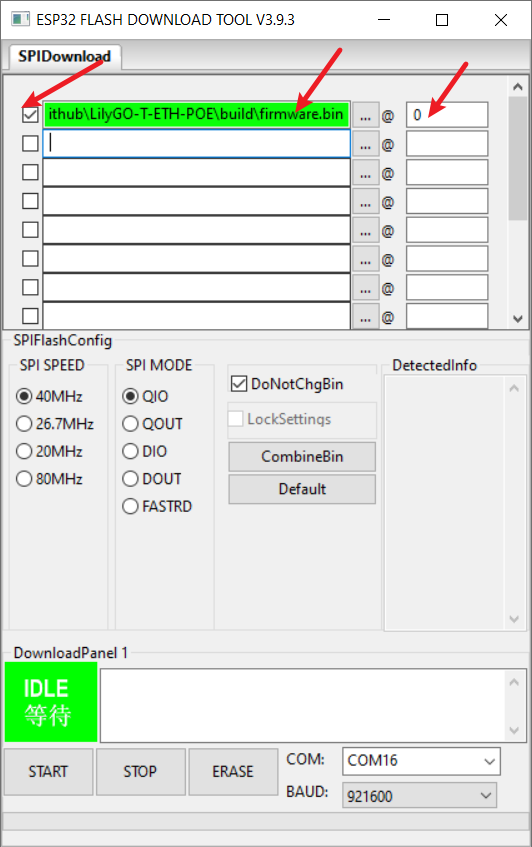 ESP32 FLASH DOWNLOAD TOOL V3.9.3
SPIDownload
ithub\LilyGO-T-ETH-POE\build\firmware.bin ... @ 0
... @
... @
... @
... @
... @
... @
... @
SPIFlashConfig
SPI SPEED
40MHz
26.7MHz
20MHz
80MHz
SPI MODE
QIO
QOUT
DIO
DOUT
FASTRD
DoNotChgBin
LockSettings
CombineBin
Default
DetectedInfo
DownloadPanel 1
IDLE
等待
START
STOP
ERASE
COM: COM16
BAUD: 921600